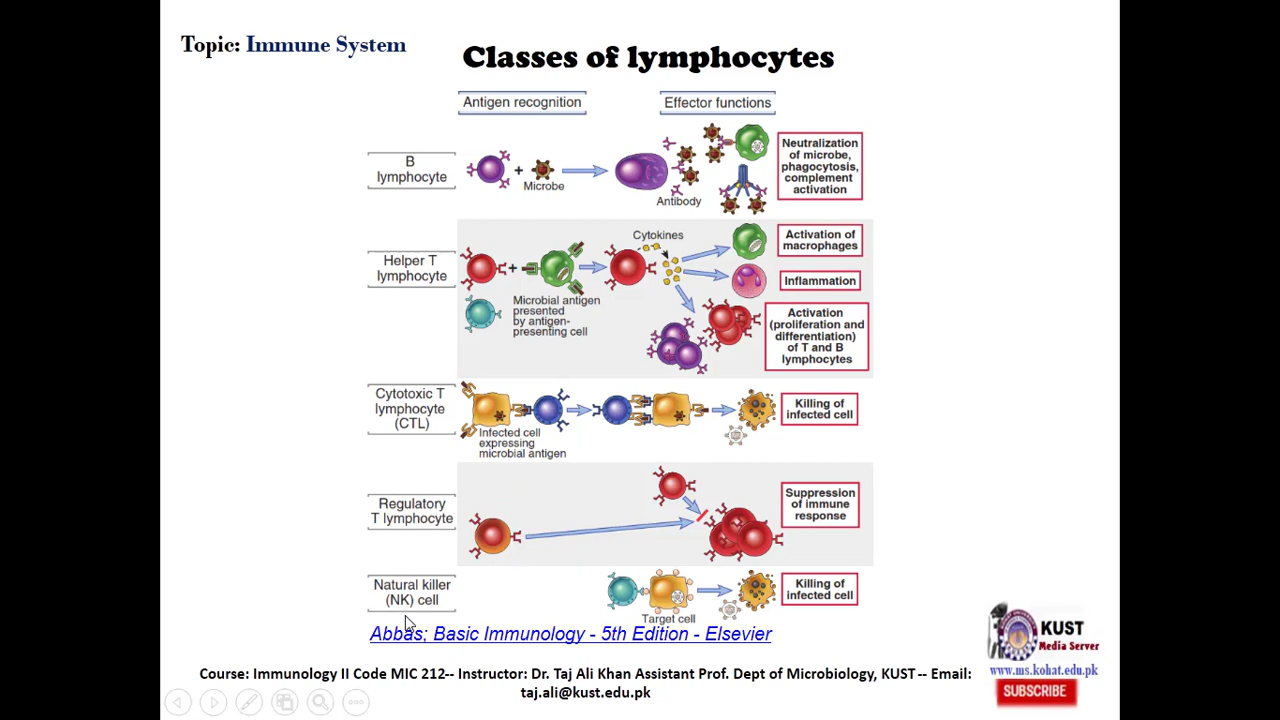 Topic: Immune System
Classes of lymphocytes
Antigen recognition
Effector functions
B
lymphocyte
Microbe
Antibody
Neutralization
of microbe,
phagocytosis,
complement
activation
Helper T
lymphocyte
Microbial antigen
presented
by antigen-
presenting cell
Cytokines
Activation of
macrophages
Inflammation
Activation
(proliferation and
differentiation)
of T and B
lymphocytes
Cytotoxic T
lymphocyte
(CTL)
Infected cell
expressing
microbial antigen
Killing of
infected cell
Regulatory
T lymphocyte
Suppression
of immune
response
Natural killer
(NK) cell
Target cell
Killing of
infected cell
Abbas; Basic Immunology - 5th Edition - Elsevier
KUST
Media Server
www.ms.kohat.edu.pk
SUBSCRIBE
Course: Immunology II Code MIC 212-- Instructor: Dr. Taj Ali Khan Assistant Prof. Dept of Microbiology, KUST -- Email:
taj.ali@kust.edu.pk